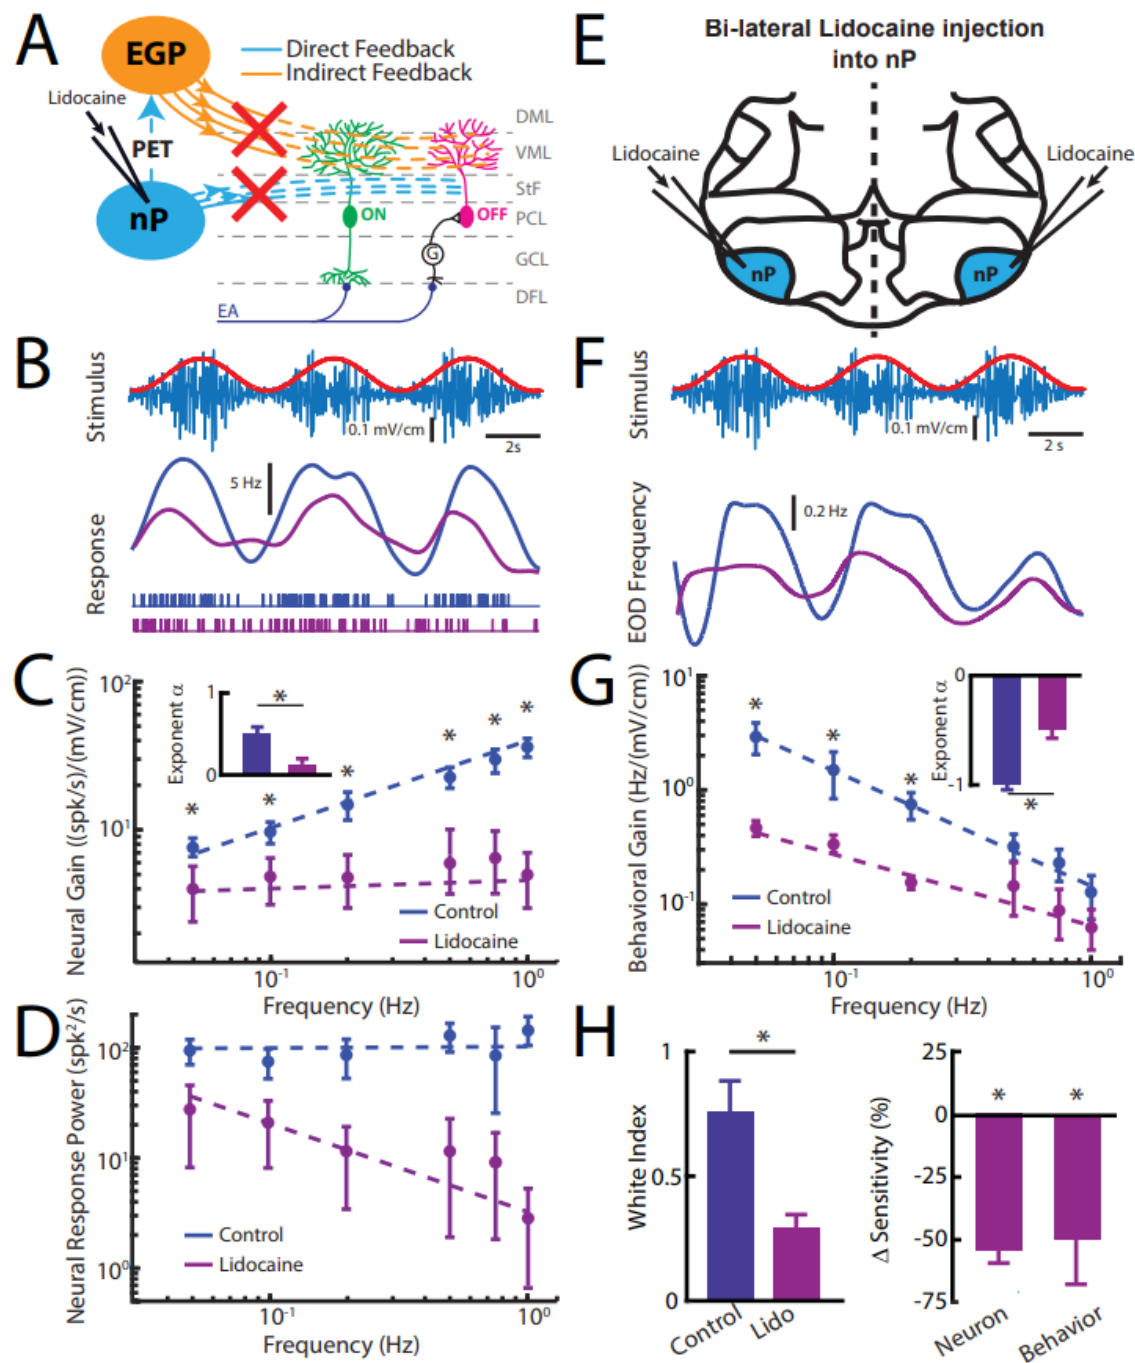 A
EGP
Direct Feedback
Indirect Feedback
Lidocaine
PET
nP
DML
VML
StF
PCL
GCL
DFL
ON
OFF
G
EA
E
Bi-lateral Lidocaine injection
into nP
Lidocaine
Lidocaine
nP
nP
B
Stimulus
0.1 mV/cm
2s
5 Hz
Response
F
Stimulus
0.1 mV/cm
2 s
0.2 Hz
EOD Frequency
C
Neural Gain ((spk/s)/(mV/cm))
10²
10¹
Exponent α
1
0
*
*
*
*
*
*
*
Control
Lidocaine
10⁻¹
10⁰
Frequency (Hz)
G
Behavioral Gain (Hz/(mV/cm))
10¹
10⁰
10⁻¹
*
*
*
Exponent α
0
-1
*
Control
Lidocaine
10⁻¹
10⁰
Frequency (Hz)
D
Neural Response Power (spk²/s)
10²
10¹
10⁰
Control
Lidocaine
10⁻¹
10⁰
Frequency (Hz)
H
White Index
1
0.5
0
*
Control
Lido
Δ Sensitivity (%)
25
0
-25
-50
-75
*
*
Neuron
Behavior